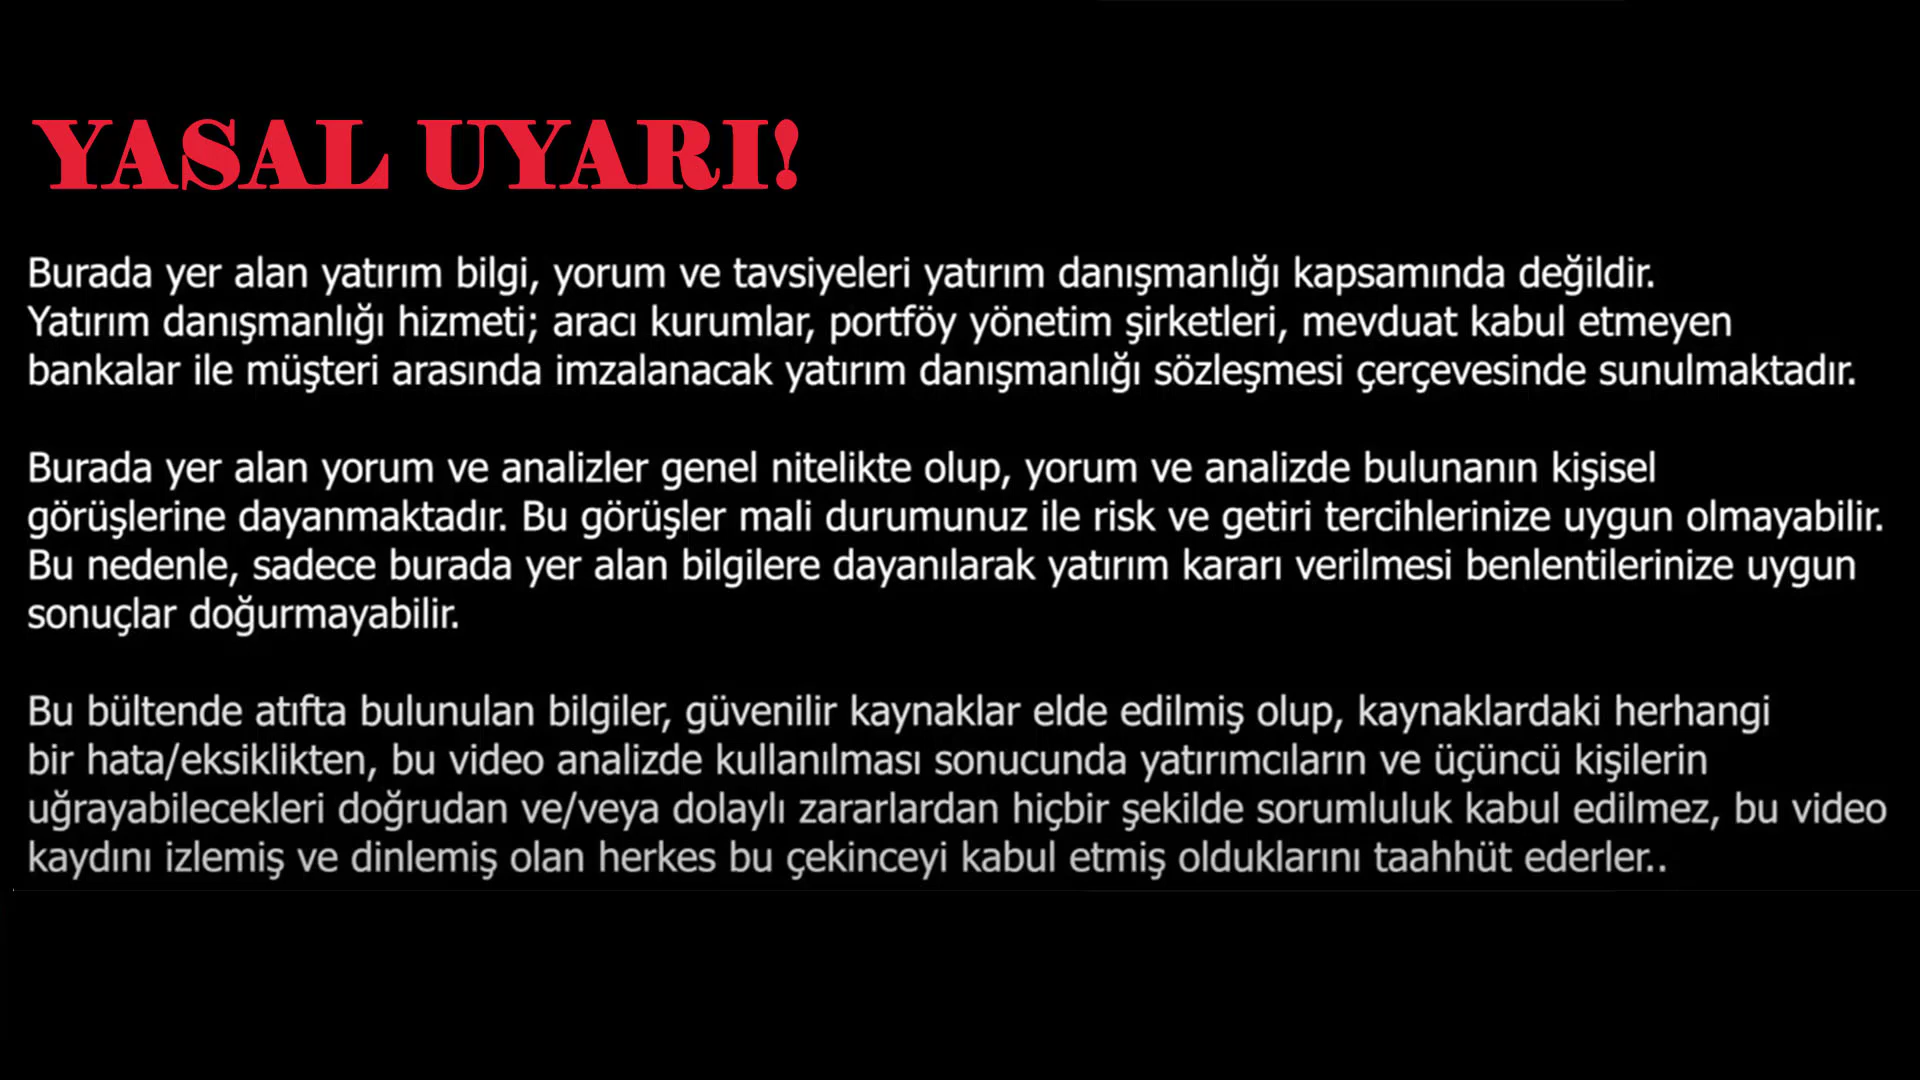 YASAL UYARI!
Burada yer alan yatırım bilgi, yorum ve tavsiyeleri yatırım danışmanlığı kapsamında değildir.
Yatırım danışmanlığı hizmeti; aracı kurumlar, portföy yönetim şirketleri, mevduat kabul etmeyen
bankalar ile müşteri arasında imzalanacak yatırım danışmanlığı sözleşmesi çerçevesinde sunulmaktadır.
Burada yer alan yorum ve analizler genel nitelikte olup, yorum ve analizde bulunanın kişisel
görüşlerine dayanmaktadır. Bu görüşler mali durumunuz ile risk ve getiri tercihlerinize uygun olmayabilir.
Bu nedenle, sadece burada yer alan bilgilere dayanılarak yatırım kararı verilmesi benlentilerinize uygun
sonuçlar doğurmayabilir.
Bu bültende atıfta bulunulan bilgiler, güvenilir kaynaklar elde edilmiş olup, kaynaklardaki herhangi
bir hata/eksiklikten, bu video analizde kullanılması sonucunda yatırımcıların ve üçüncü kişilerin
uğrayabilecekleri doğrudan ve/veya dolaylı zararlardan hiçbir şekilde sorumluluk kabul edilmez, bu video
kaydını izlemiş ve dinlemiş olan herkes bu çekinceyi kabul etmiş olduklarını taahhüt ederler..